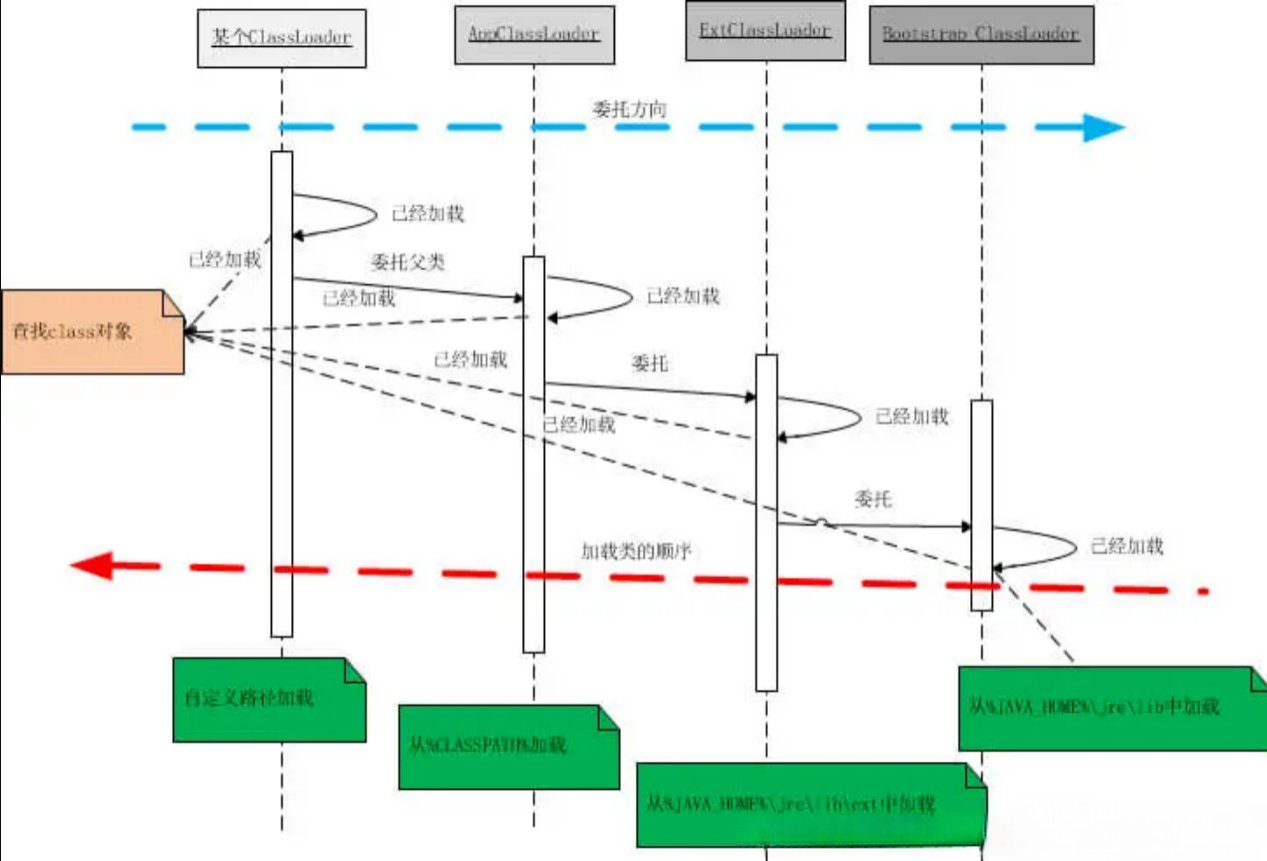 某个ClassLoader
AppClassLoader
ExtClassLoader
Bootstrap ClassLoader
委托方向
已经加载
已经加载
委托父类
已经加载
已经加载
查找class对象
已经加载
委托
已经加载
已经加载
委托
已经加载
加载类的顺序
自定义路径加载
从%CLASSPATH%加载
从%JAVA_HOME%\jre\lib中加载
从%JAVA_HOME%\jre\lib\ext中加载